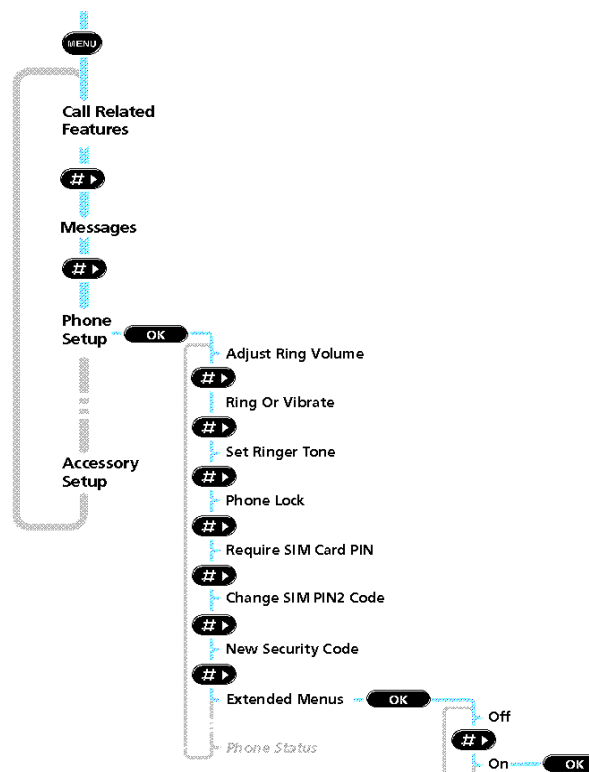 MENU
Call Related
Features
# ▶
Messages
# ▶
Phone
Setup
OK
Adjust Ring Volume
# ▶
Ring Or Vibrate
# ▶
Set Ringer Tone
# ▶
Phone Lock
# ▶
Require SIM Card PIN
# ▶
Change SIM PIN2 Code
# ▶
New Security Code
# ▶
Extended Menus
OK
Off
# ▶
On
OK
Phone Status
Accessory
Setup